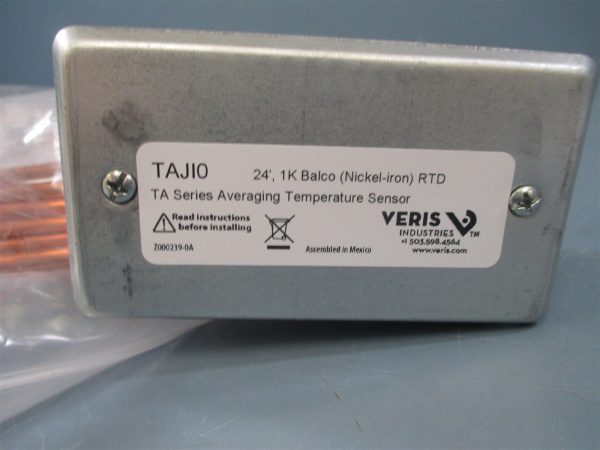 TAJI0 24', 1K Balco (Nickel-iron) RTD
TA Series Averaging Temperature Sensor
Read instructions
before installing
Z000239-0A
Assembled in Mexico
VERIS
INDUSTRIES ™
+1 503.598.4564
www.veris.com